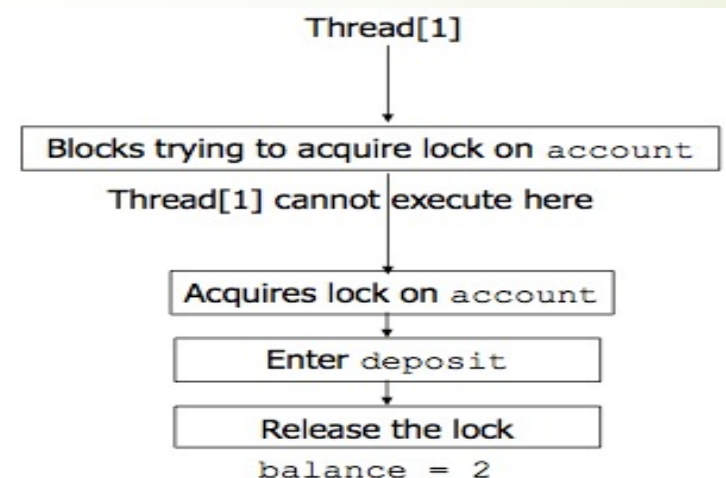 Thread[1]
Blocks trying to acquire lock on account
Thread[1] cannot execute here
Acquires lock on account
Enter deposit
Release the lock
balance = 2